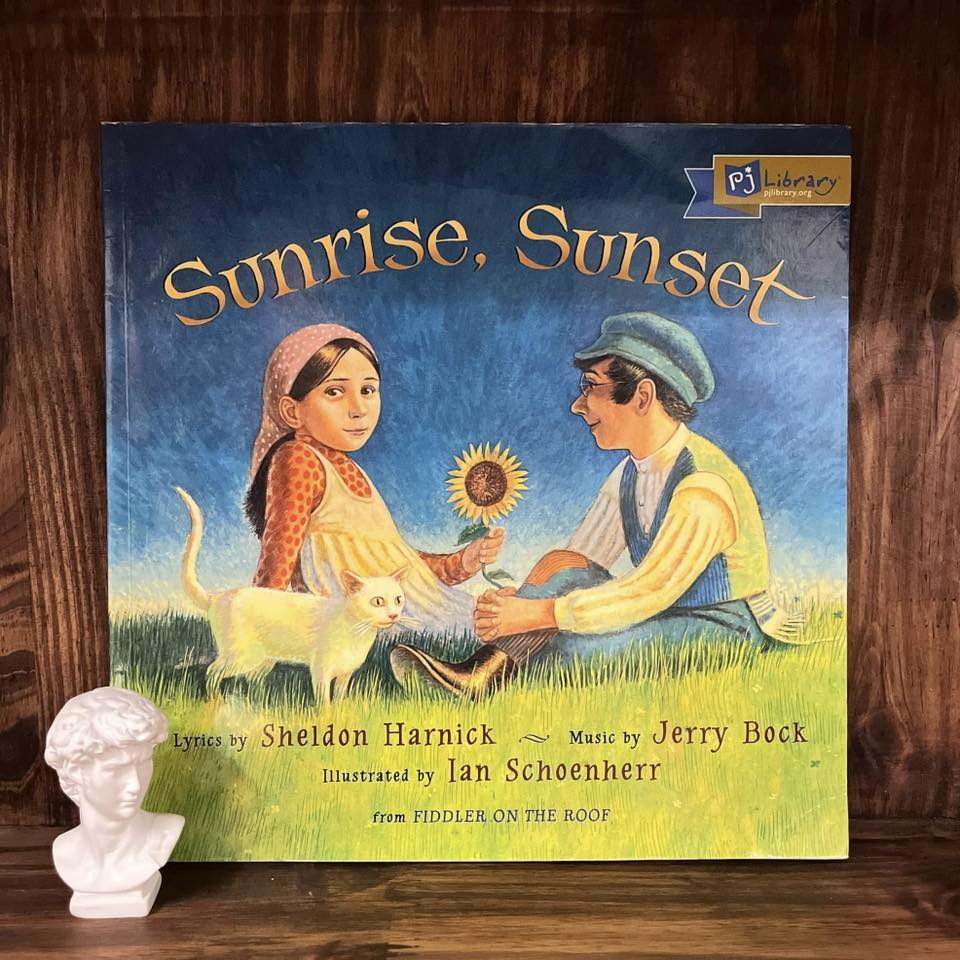 PJ Library
pjlibrary.org
Sunrise, Sunset
Lyrics by Sheldon Harnick ~ Music by Jerry Bock
Illustrated by Ian Schoenherr
from FIDDLER ON THE ROOF